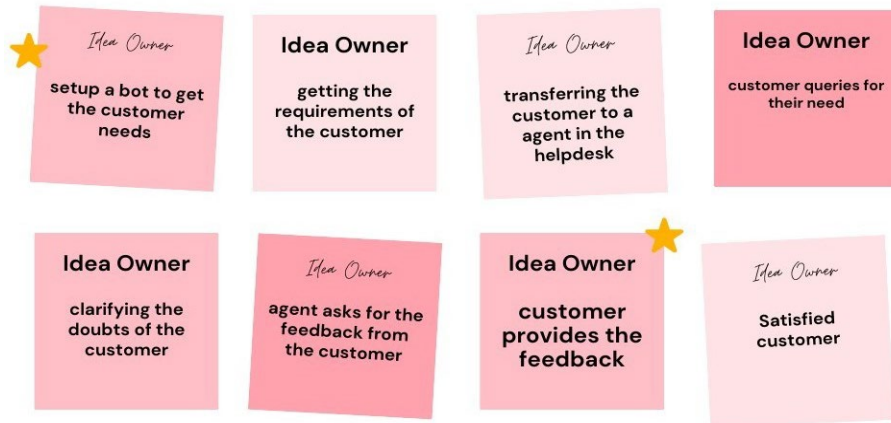 Idea Owner
setup a bot to get
the customer
needs
Idea Owner
getting the
requirements of
the customer
Idea Owner
transferring the
customer to a
agent in the
helpdesk
Idea Owner
customer queries for
their need
Idea Owner
clarifying the
doubts of the
customer
Idea Owner
agent asks for the
feedback from
the customer
Idea Owner
customer
provides the
feedback
Idea Owner
Satisfied
customer